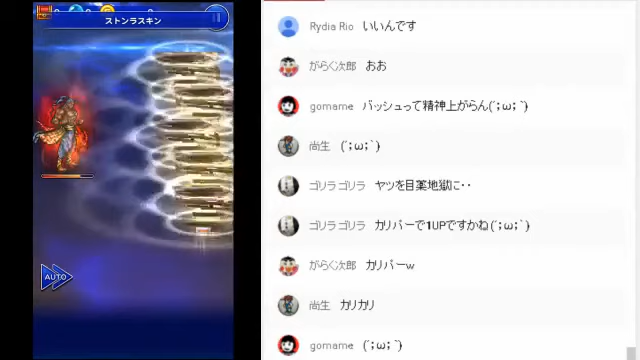 ストンラスキン
AUTO
Rydia Rio いいんです
がらく次郎 おお
gomame バッシュって精神上がらん(´;ω;`)
尚生 (´;ω;`)
ゴリラ ゴリラ ヤツを目薬地獄に・・
ゴリラ ゴリラ カリバーで1UPですかね(´;ω;`)
がらく次郎 カリバーw
尚生 カリカリ
gomame (´;ω;`)